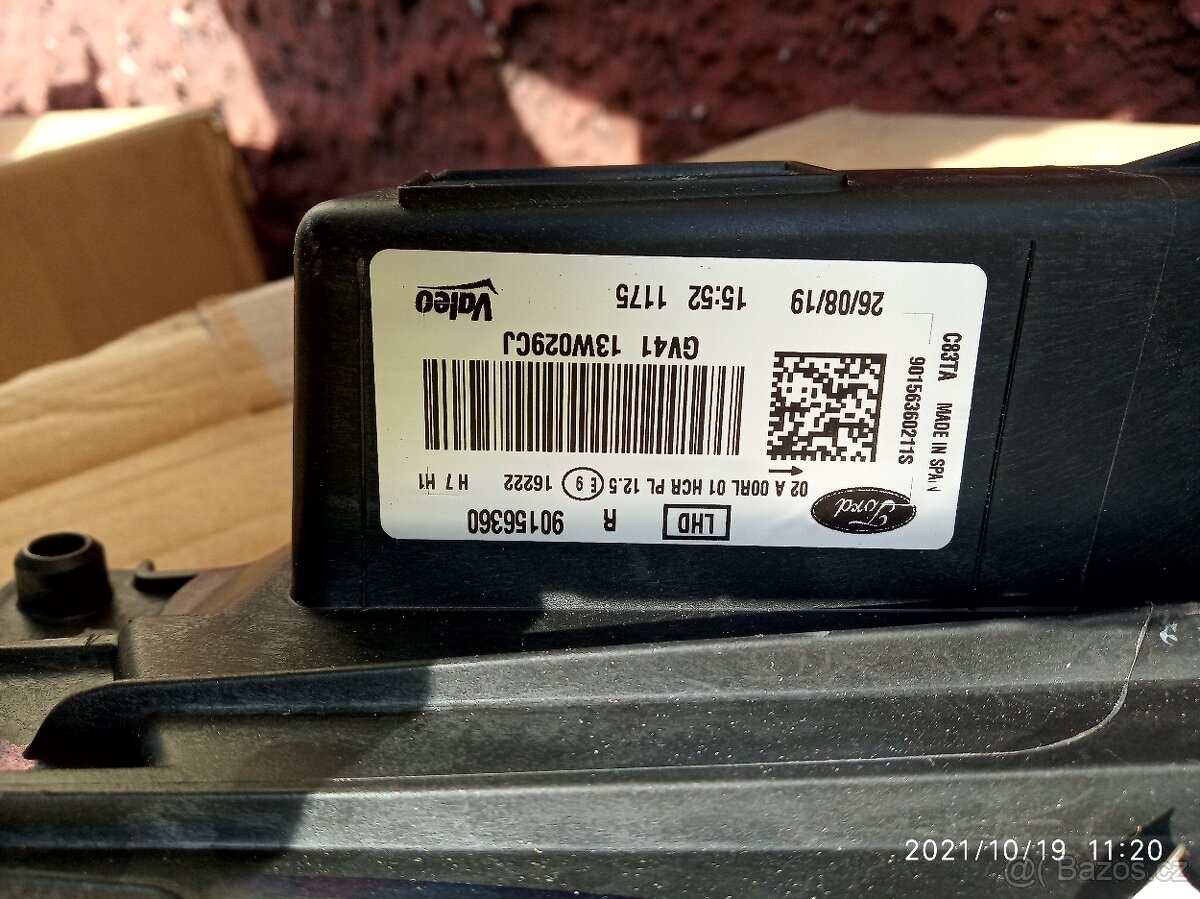 Ford LHD R 90156360
02 A 00RL 01 HCR PL 12.5 E 9 16222 H7 H1
GV41 13W029CJ
26/08/19 15:52 1175 Valeo
90156360211S
C83TA MADE IN SPAIN
2021/10/19 11:20
@( Bazos.cz